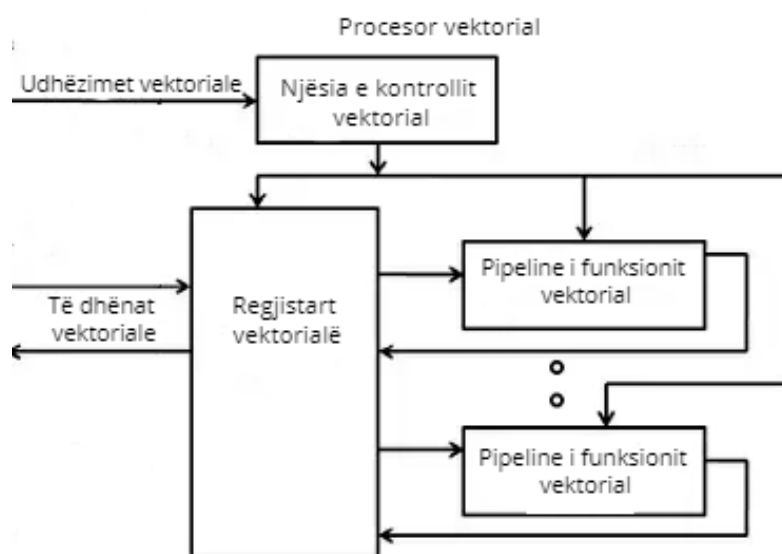 Procesor vektorial
Udhëzimet vektoriale
Njësia e kontrollit
vektorial
Pipeline i funksionit
vektorial
Të dhënat
vektoriale
Regjistart
vektorialë
Pipeline i funksionit
vektorial